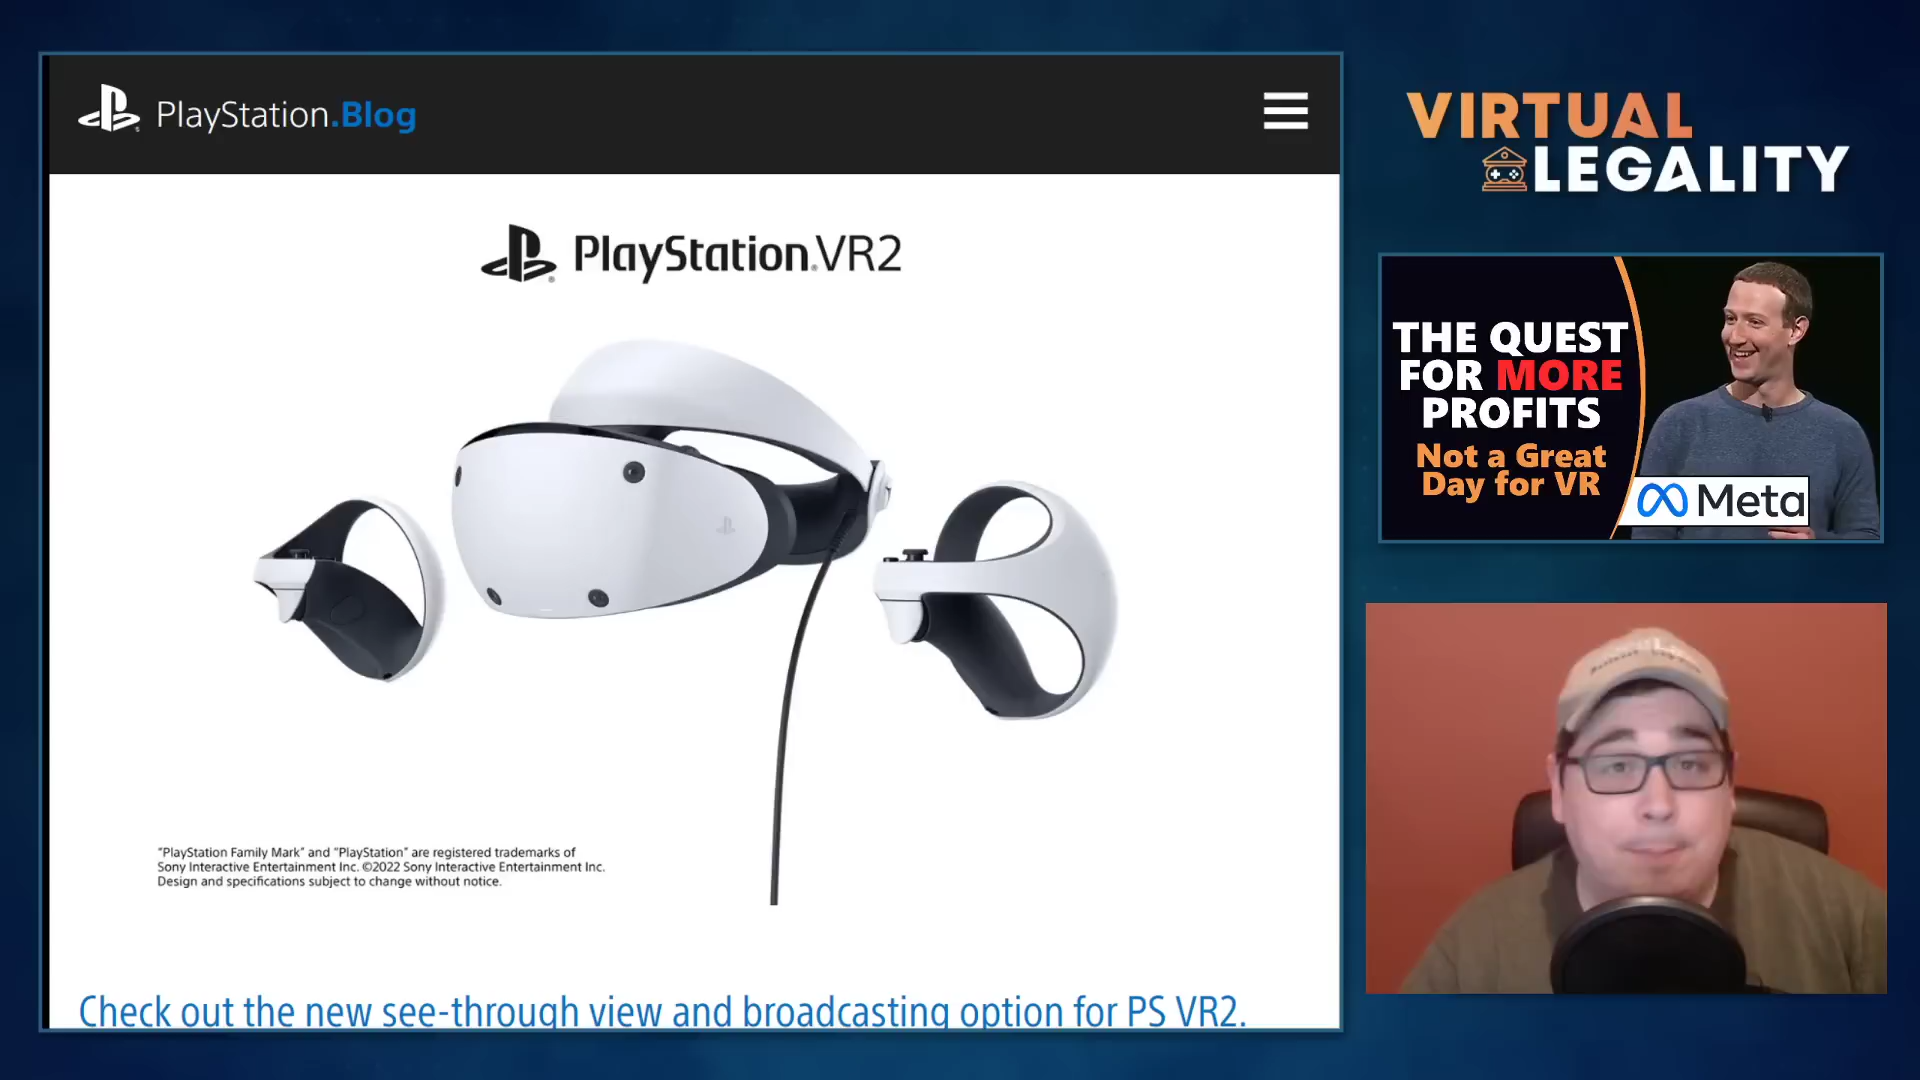 PlayStation.Blog
PlayStation®VR2
"PlayStation Family Mark" and "PlayStation" are registered trademarks of
Sony Interactive Entertainment Inc. ©2022 Sony Interactive Entertainment Inc.
Design and specifications subject to change without notice.
Check out the new see-through view and broadcasting option for PS VR2.
VIRTUAL
LEGALITY
THE QUEST
FOR MORE
PROFITS
Not a Great
Day for VR
Meta